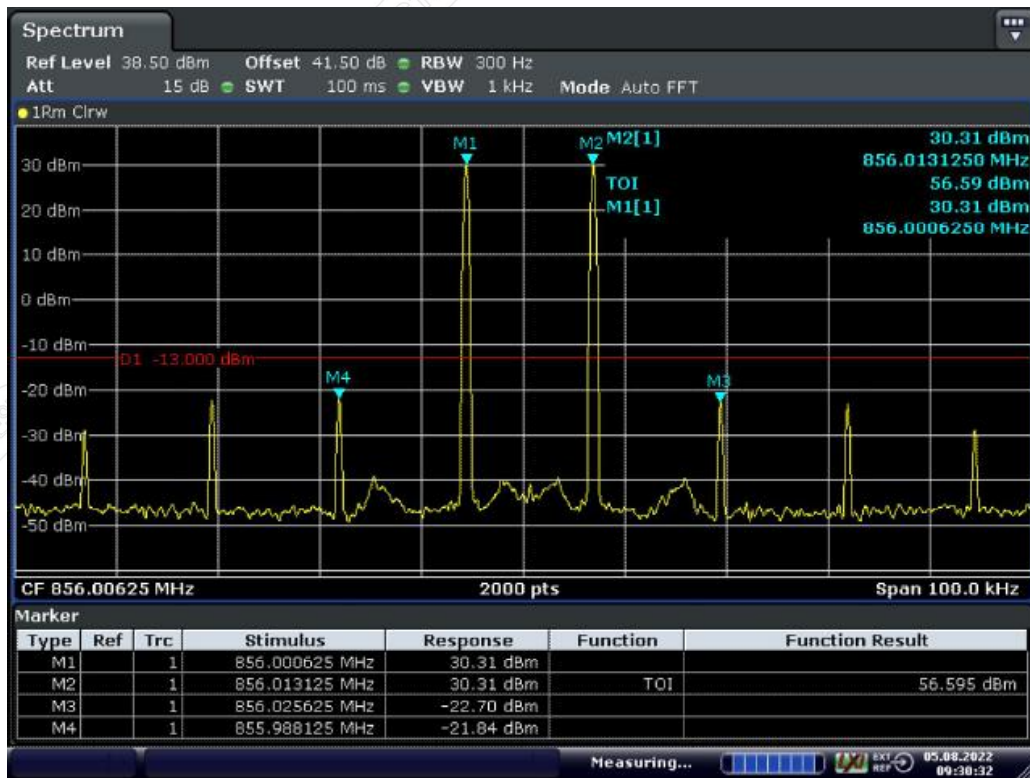 Spectrum
Ref Level 38.50 dBm Offset 41.50 dB RBW 300 Hz
Att 15 dB SWT 100 ms VBW 1 kHz Mode Auto FFT
1Rm Clrw
M1 M2 M2[1] 30.31 dBm
856.0131250 MHz
30 dBm
TOI 56.59 dBm
20 dBm M1[1] 30.31 dBm
856.0006250 MHz
10 dBm
0 dBm
-10 dBm
D1 -13.000 dBm
M4 M3
-20 dBm
-30 dBm
-40 dBm
-50 dBm
CF 856.00625 MHz 2000 pts Span 100.0 kHz
Marker
Type Ref Trc Stimulus Response Function Function Result
M1 1 856.000625 MHz 30.31 dBm
M2 1 856.013125 MHz 30.31 dBm TOI 56.595 dBm
M3 1 856.025625 MHz -22.70 dBm
M4 1 855.988125 MHz -21.84 dBm
Measuring... LXI EXT REF 05.08.2022
09:30:32